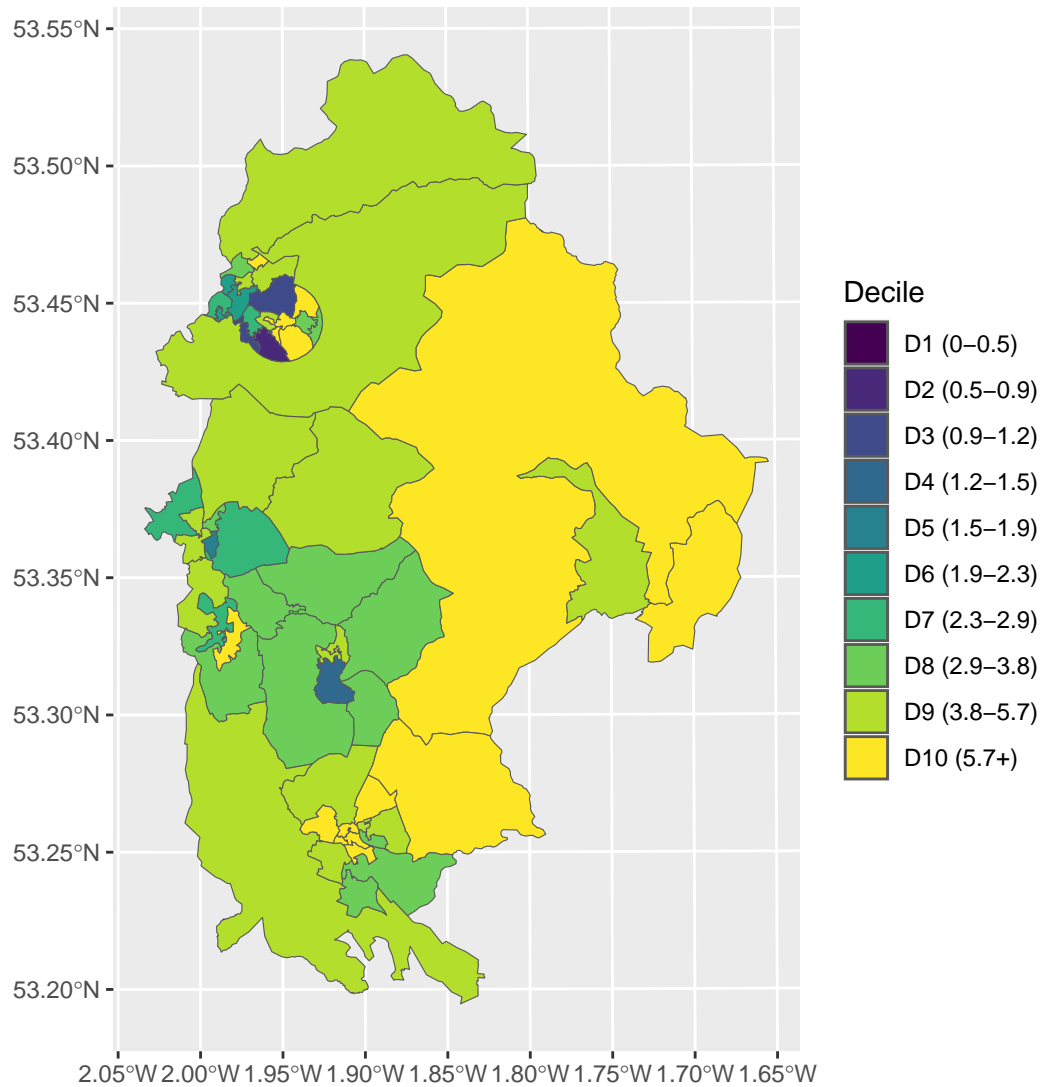 53.55°N
53.50°N
53.45°N
53.40°N
53.35°N
53.30°N
53.25°N
53.20°N
2.05°W 2.00°W 1.95°W 1.90°W 1.85°W 1.80°W 1.75°W 1.70°W 1.65°W
Decile
D1 (0−0.5)
D2 (0.5−0.9)
D3 (0.9−1.2)
D4 (1.2−1.5)
D5 (1.5−1.9)
D6 (1.9−2.3)
D7 (2.3−2.9)
D8 (2.9−3.8)
D9 (3.8−5.7)
D10 (5.7+)